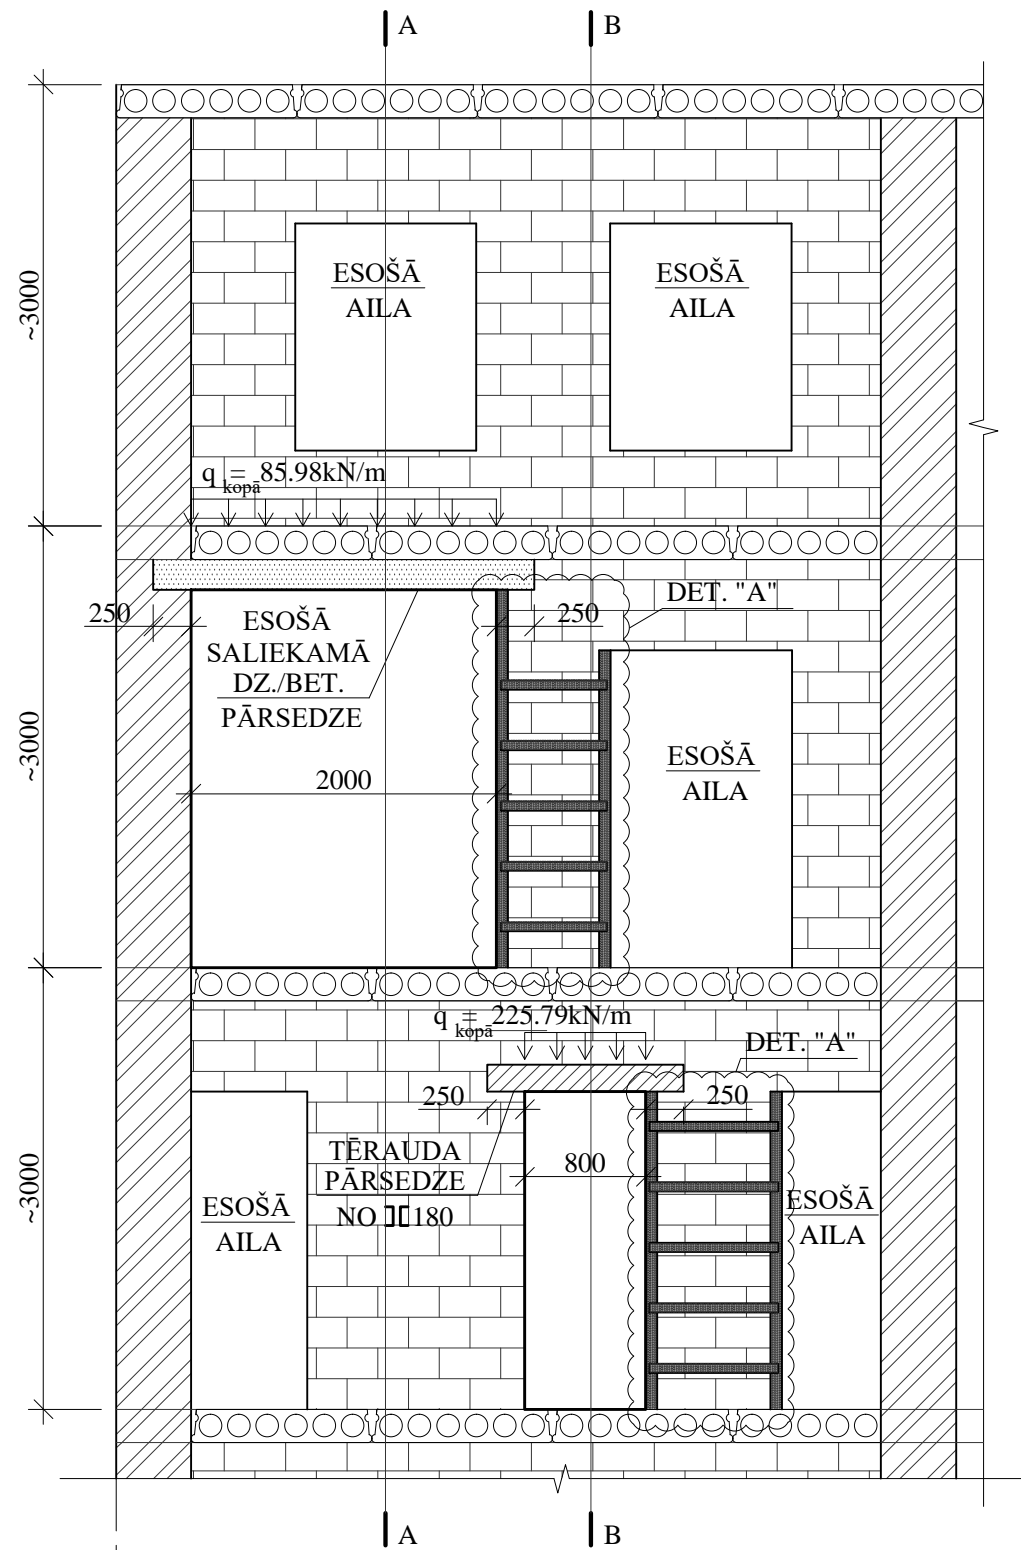 A
B
~3000
ESOŠĀ
AILA
ESOŠĀ
AILA
q kopā = 85.98kN/m
250
ESOŠĀ
SALIEKAMĀ
DZ./BET.
PĀRSEDZE
250
DET. "A"
~3000
2000
ESOŠĀ
AILA
q kopā = 225.79kN/m
DET. "A"
250
250
TĒRAUDA
PĀRSEDZE
NO ][180
800
~3000
ESOŠĀ
AILA
ESOŠĀ
AILA
A
B